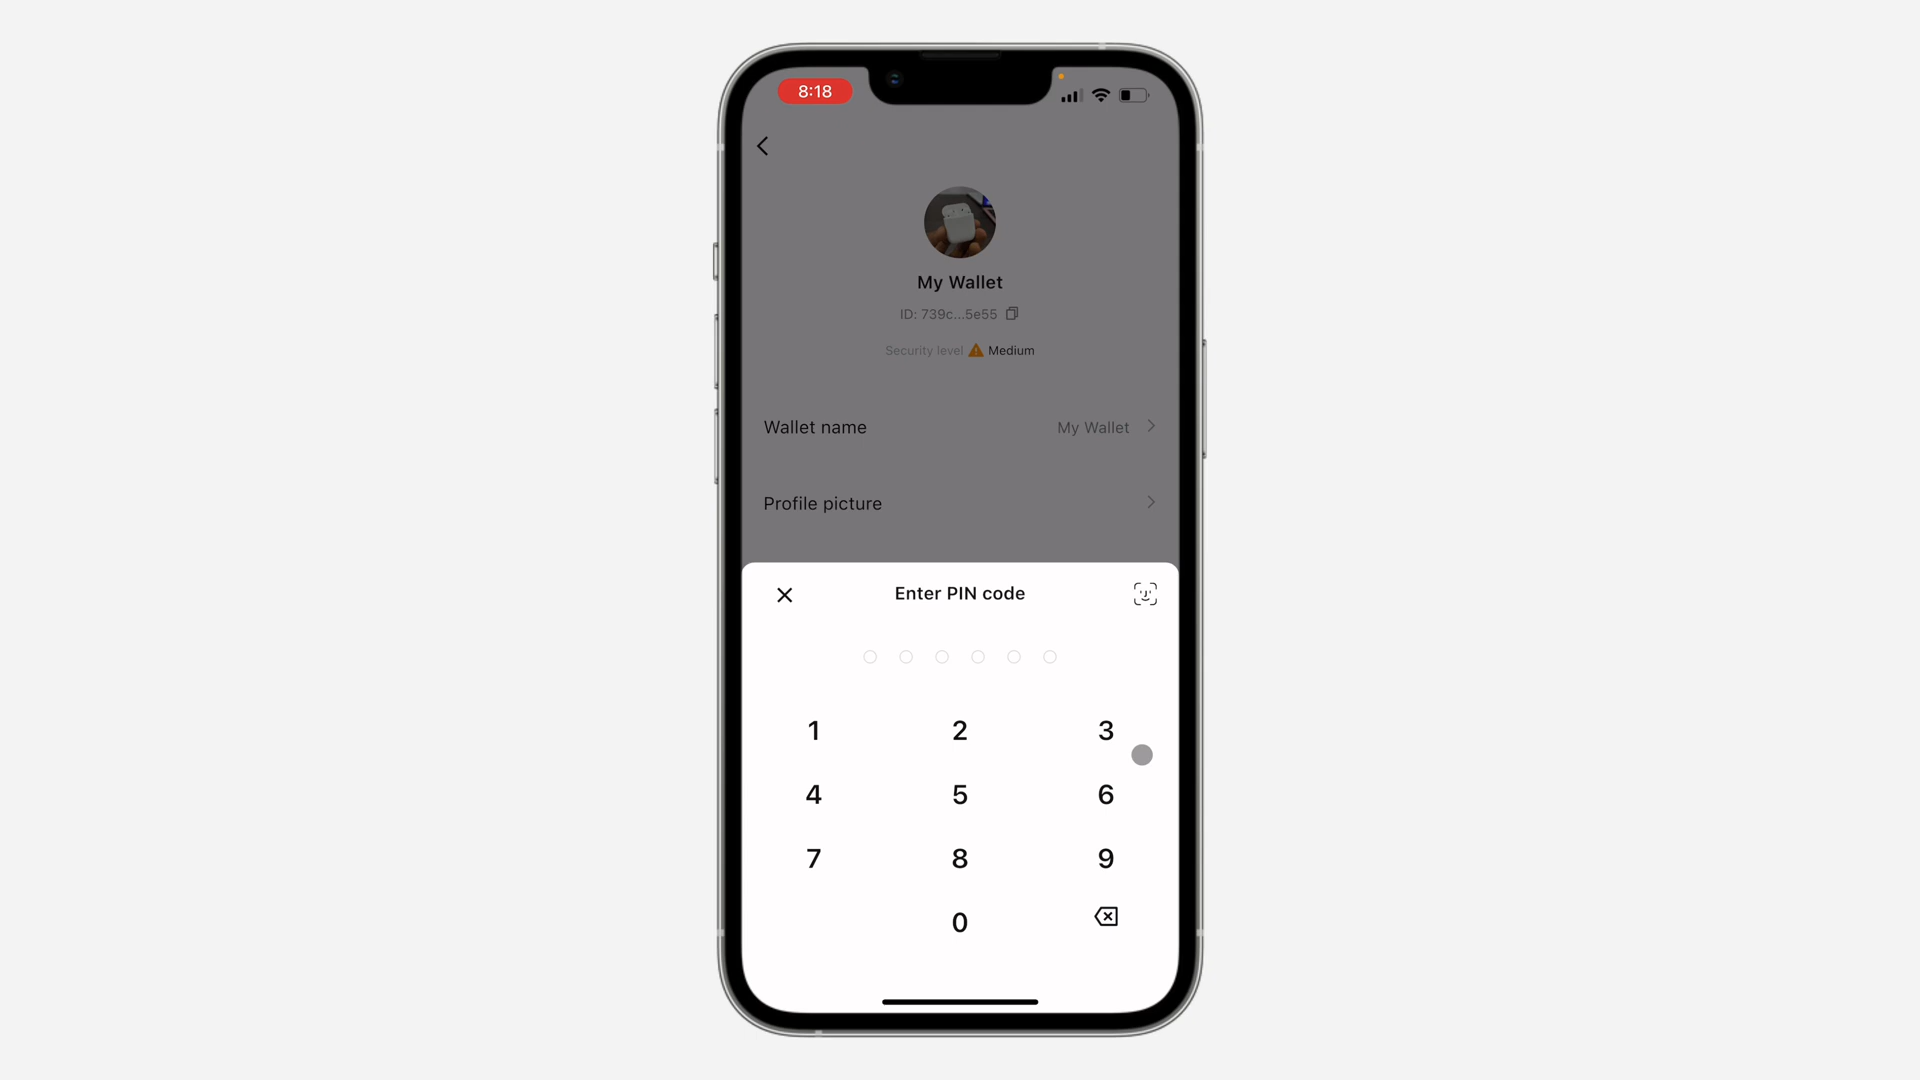 8:18
My Wallet
ID: 739c...5e55
Security level Medium
Wallet name My Wallet
Profile picture
Enter PIN code
1 2 3
4 5 6
7 8 9
0